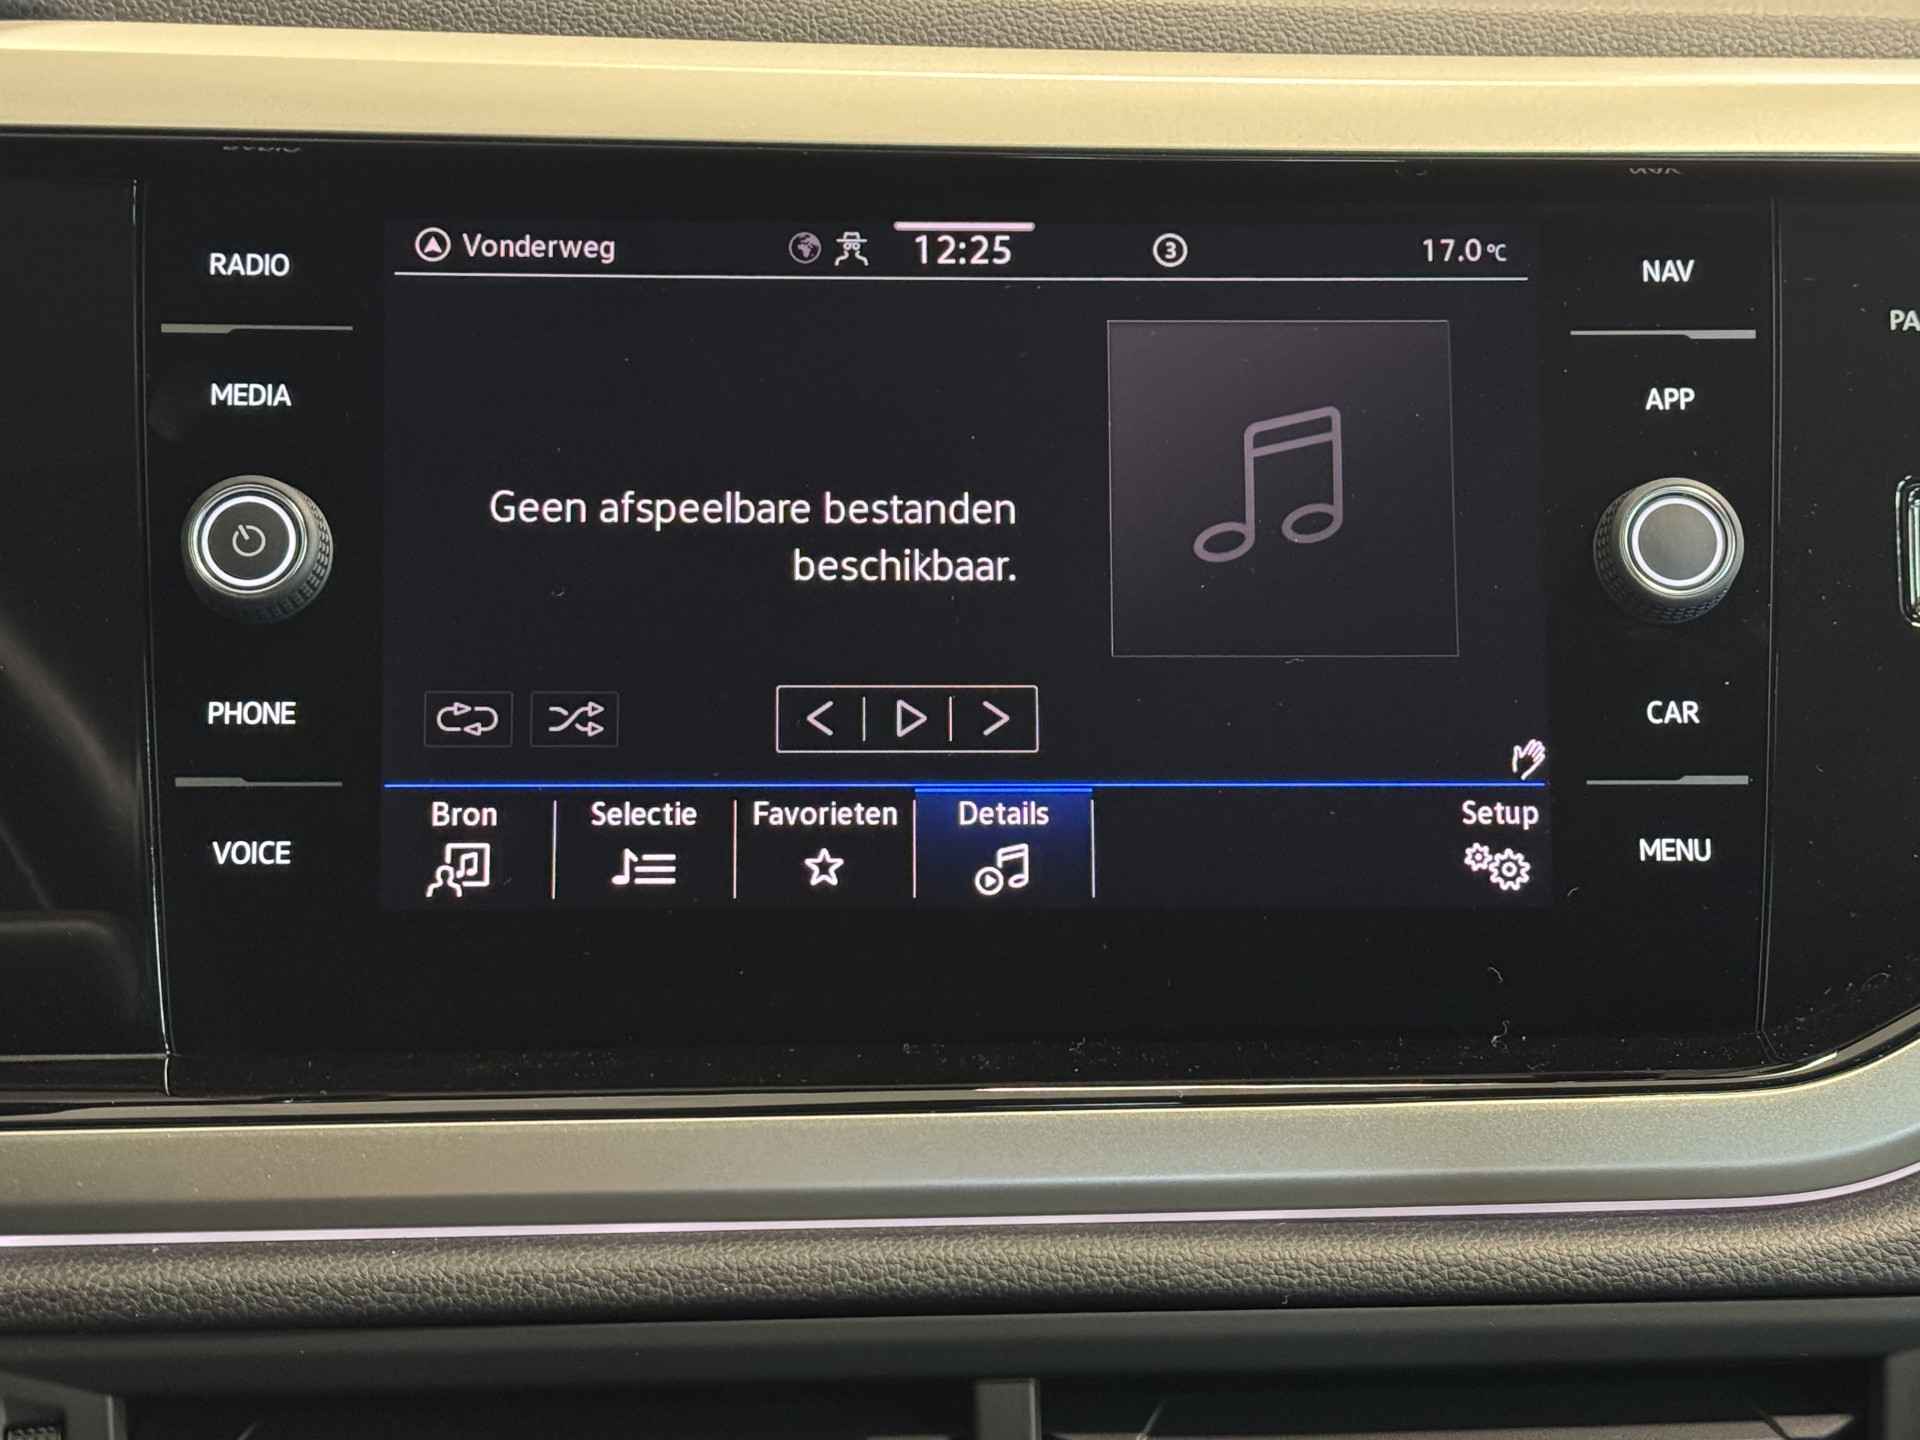 RADIO
MEDIA
PHONE
VOICE
Vonderweg
12:25
3
17.0 °C
Geen afspeelbare bestanden
beschikbaar.
Bron
Selectie
Favorieten
Details
Setup
NAV
APP
CAR
MENU
PA